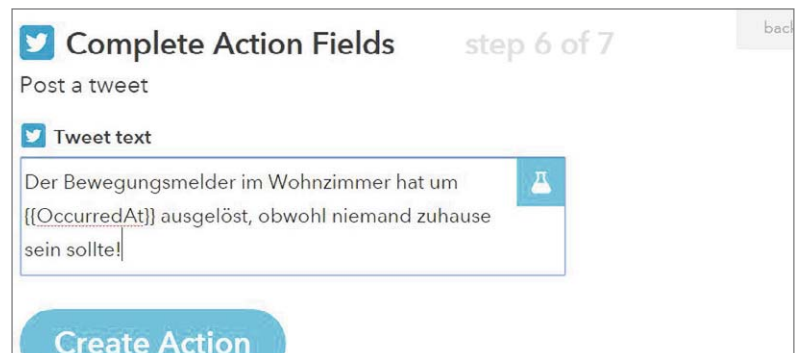 Complete Action Fields step 6 of 7
Post a tweet
Tweet text
Der Bewegungsmelder im Wohnzimmer hat um
{{OccurredAt}} ausgelöst, obwohl niemand zuhause
sein sollte!
Create Action